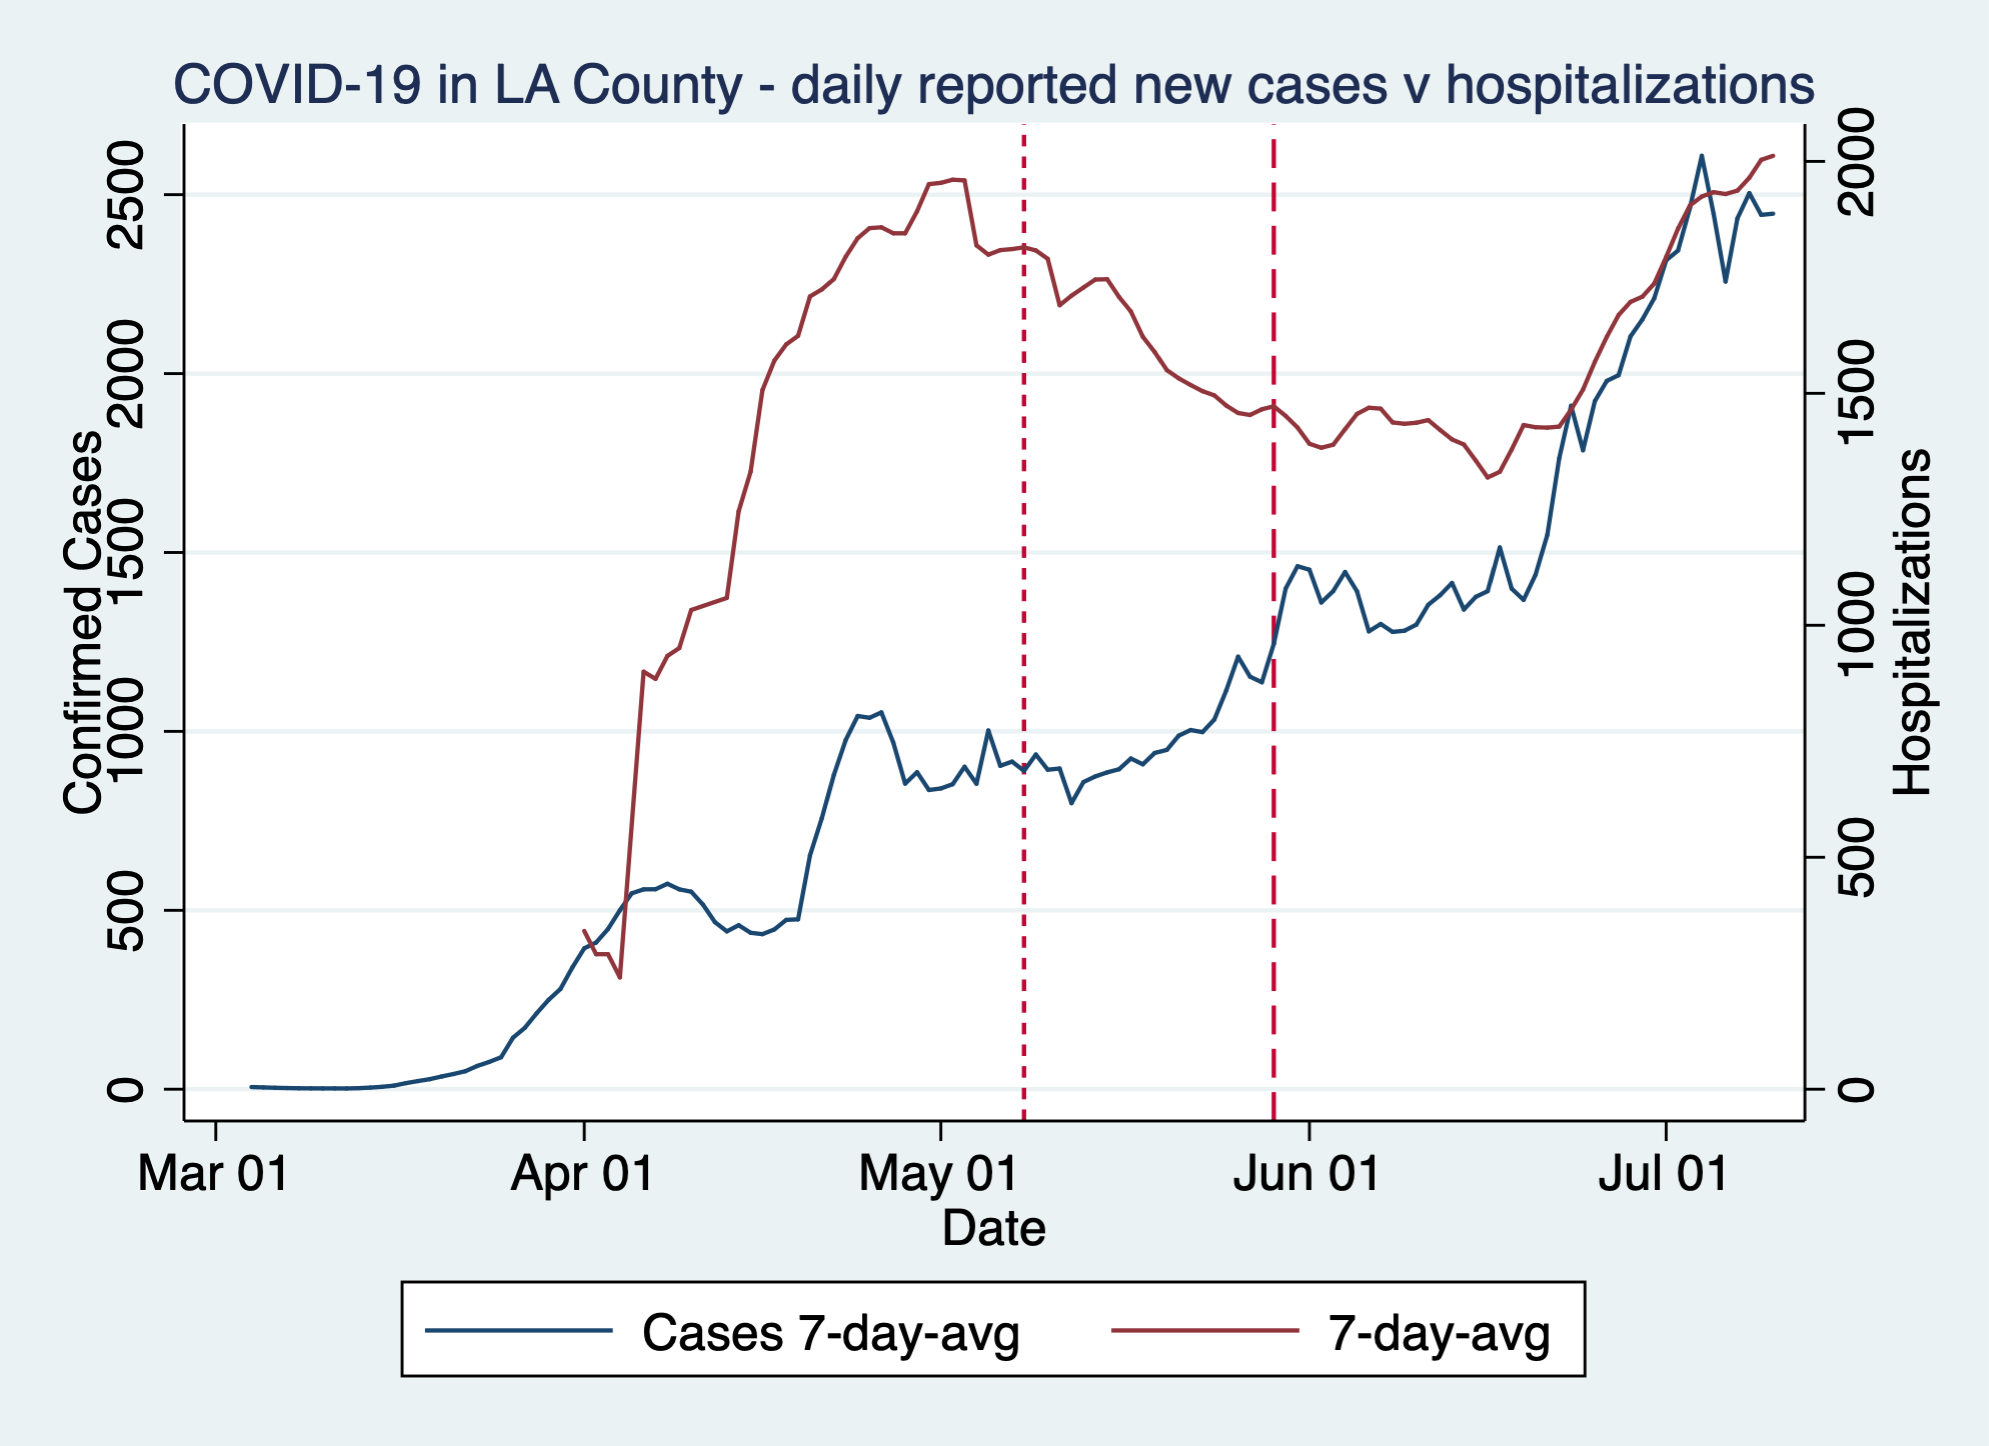 COVID-19 in LA County - daily reported new cases v hospitalizations
Confirmed Cases
2500
2000
1500
1000
500
0
2000
1500
1000
500
0
Hospitalizations
Mar 01 Apr 01 May 01 Jun 01 Jul 01
Date
Cases 7-day-avg 7-day-avg